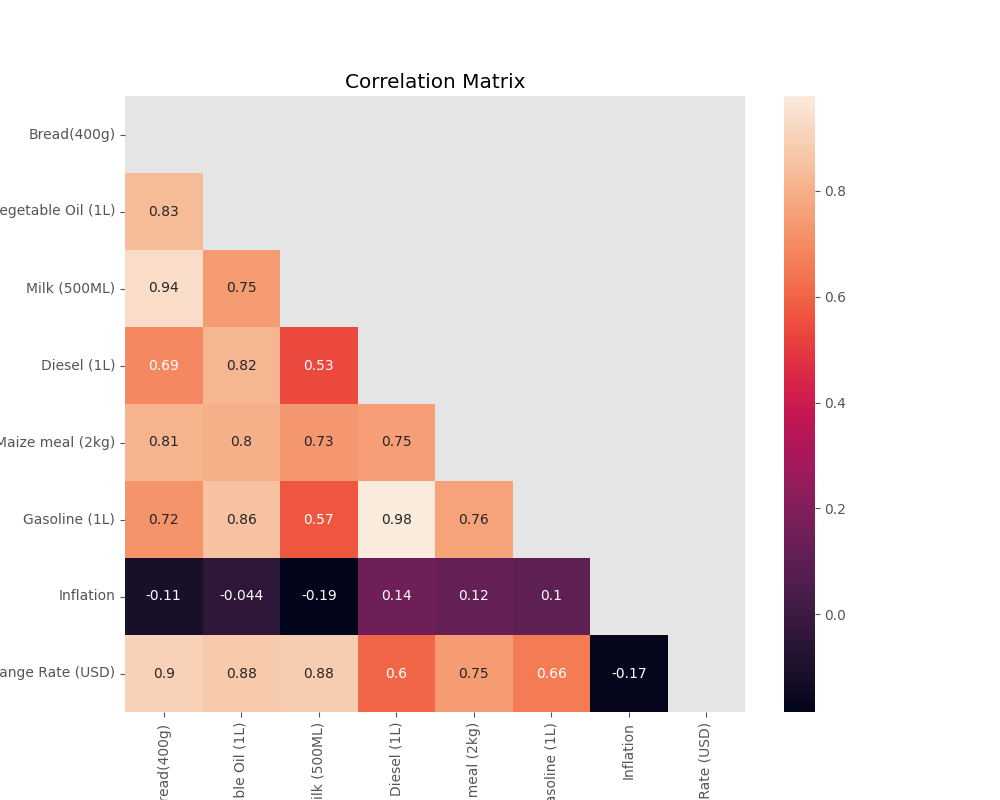 Correlation Matrix
Bread(400g)
egetable Oil (1L) 0.83
Milk (500ML) 0.94 0.75
Diesel (1L) 0.69 0.82 0.53
Maize meal (2kg) 0.81 0.8 0.73 0.75
Gasoline (1L) 0.72 0.86 0.57 0.98 0.76
Inflation -0.11 -0.044 -0.19 0.14 0.12 0.1
ange Rate (USD) 0.9 0.88 0.88 0.6 0.75 0.66 -0.17
read(400g)
ble Oil (1L)
ilk (500ML)
Diesel (1L)
meal (2kg)
asoline (1L)
Inflation
Rate (USD)
0.8
0.6
0.4
0.2
0.0